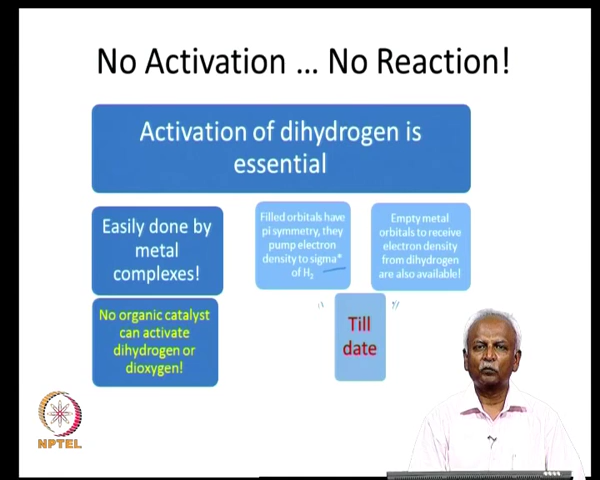 No Activation ... No Reaction!
Activation of dihydrogen is
essential
Easily done by
metal
complexes!
Filled orbitals have
pi symmetry, they
pump electron
density to sigma*
of H₂
Empty metal
orbitals to receive
electron density
from dihydrogen
are also available!
No organic catalyst
can activate
dihydrogen or
dioxygen!
Till
date
NPTEL